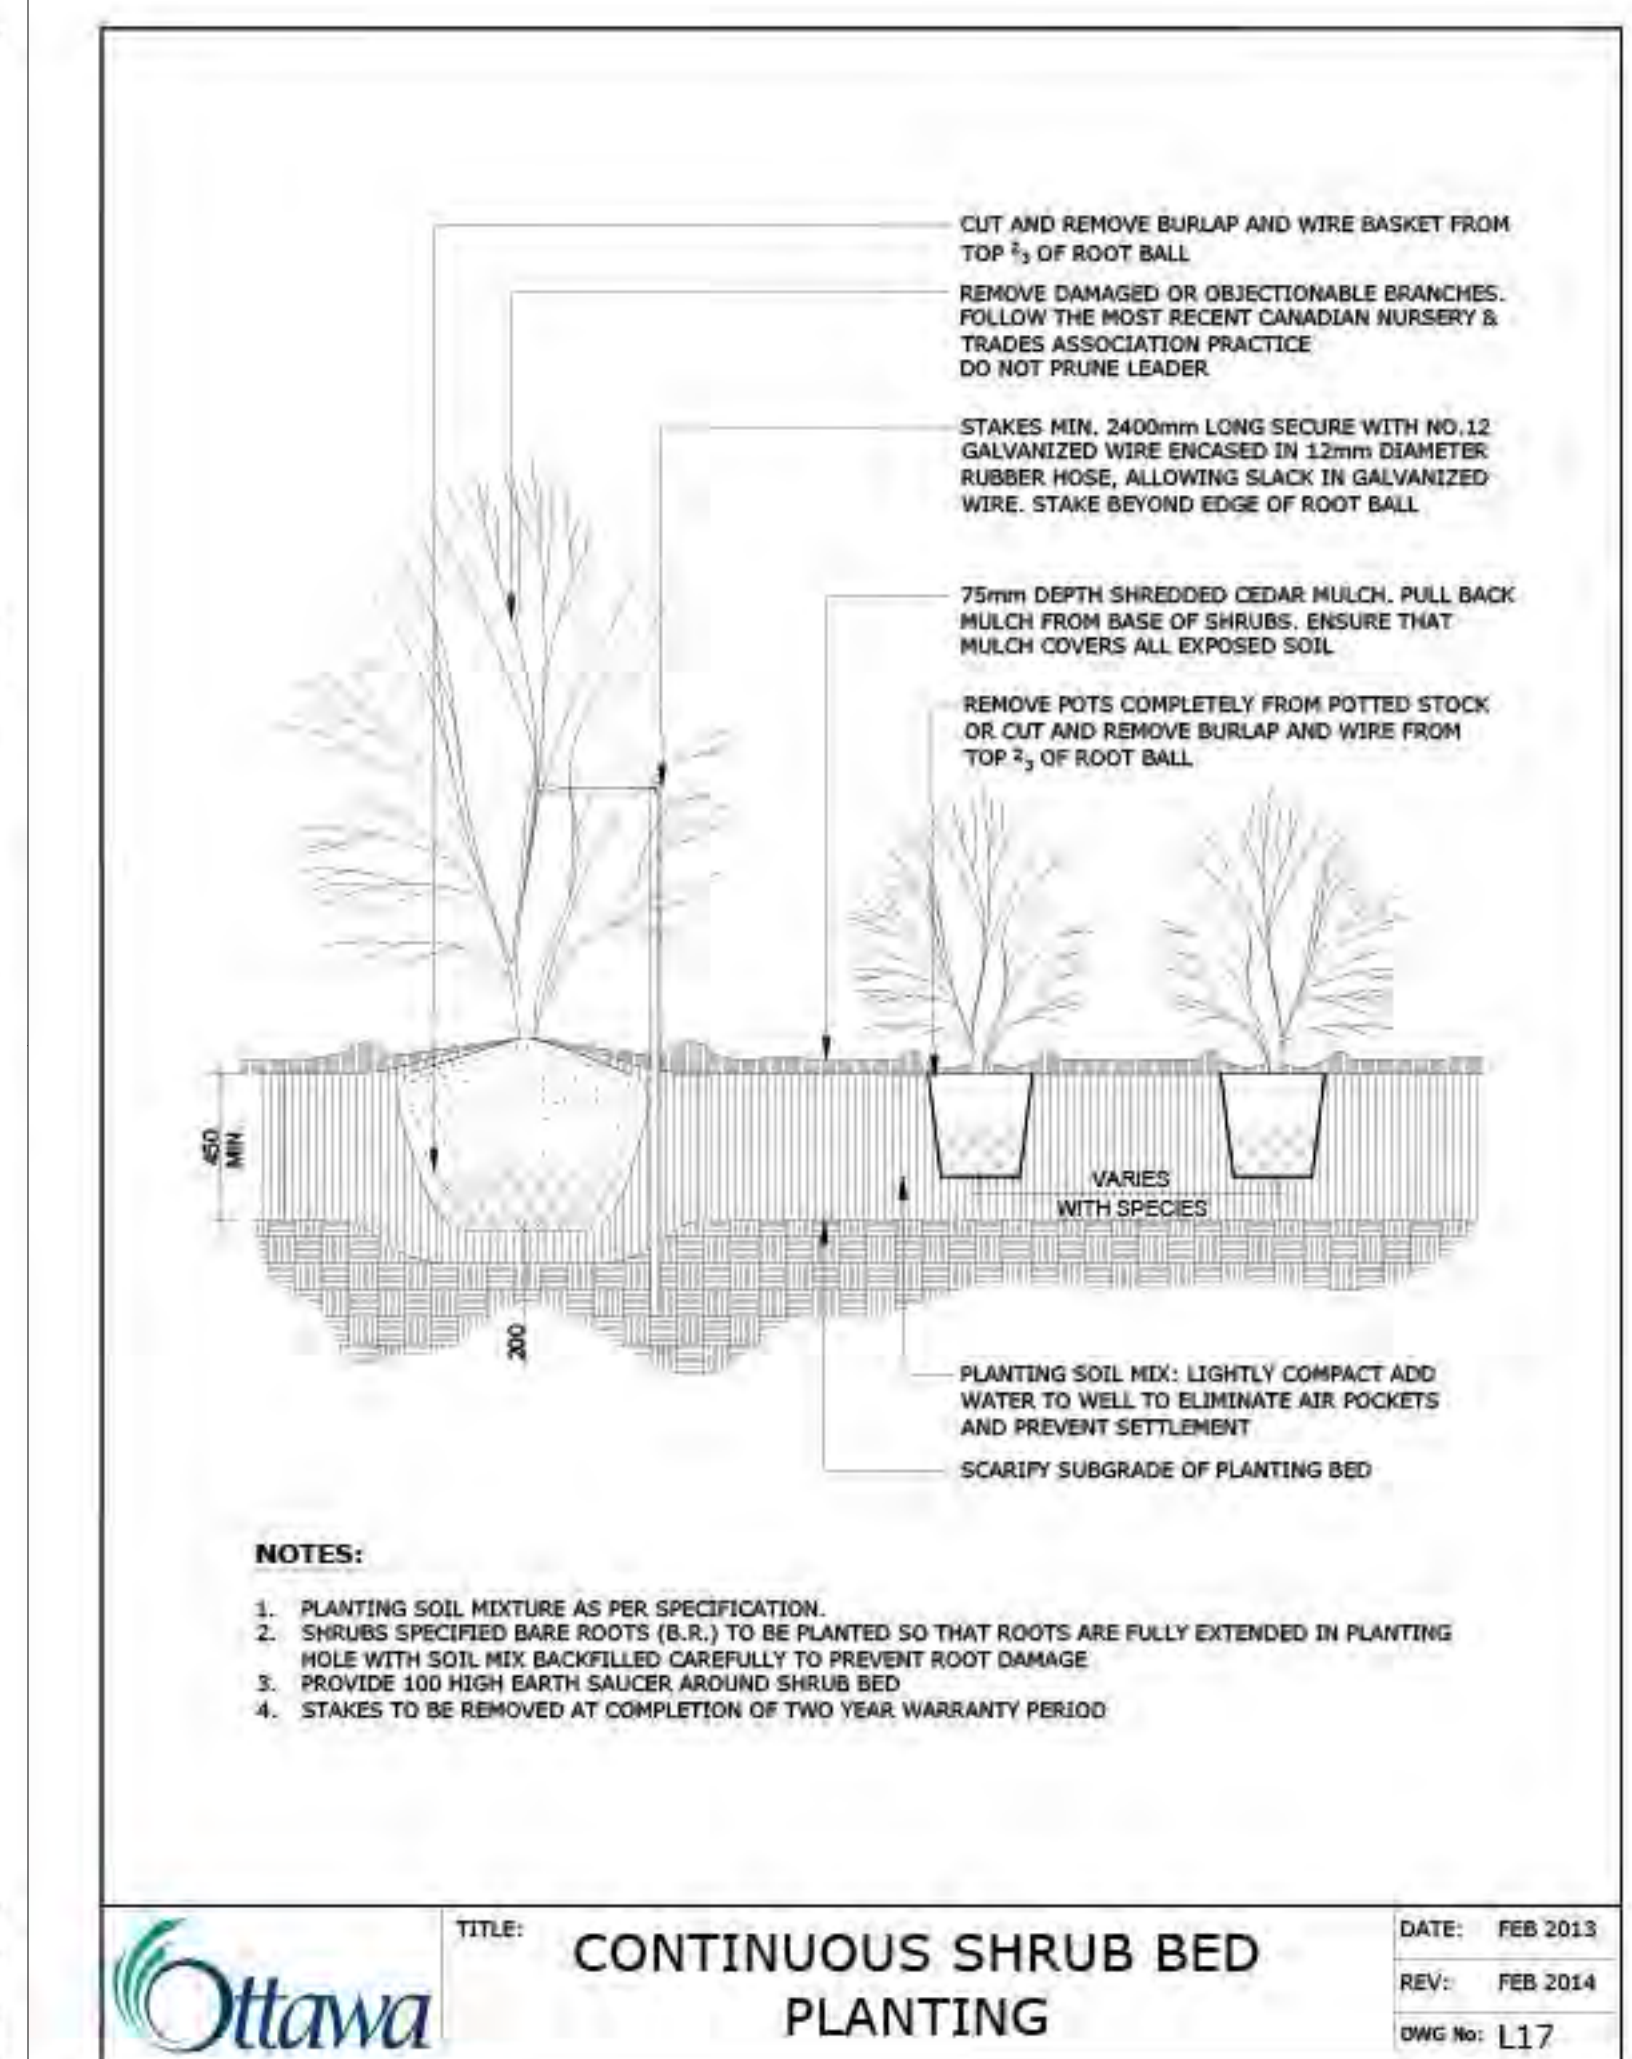 CUT AND REMOVE BURLAP AND WIRE BASKET FROM
TOP 2/3 OF ROOT BALL
REMOVE DAMAGED OR OBJECTIONABLE BRANCHES.
FOLLOW THE MOST RECENT CANADIAN NURSERY &
TRADES ASSOCIATION PRACTICE
DO NOT PRUNE LEADER
STAKES MIN. 2400mm LONG SECURE WITH NO.12
GALVANIZED WIRE ENCASED IN 12mm DIAMETER
RUBBER HOSE, ALLOWING SLACK IN GALVANIZED
WIRE. STAKE BEYOND EDGE OF ROOT BALL
75mm DEPTH SHREDDED CEDAR MULCH. PULL BACK
MULCH FROM BASE OF SHRUBS. ENSURE THAT
MULCH COVERS ALL EXPOSED SOIL
REMOVE POTS COMPLETELY FROM POTTED STOCK
OR CUT AND REMOVE BURLAP AND WIRE FROM
TOP 2/3 OF ROOT BALL
450
MIN.
VARIES
WITH SPECIES
200
PLANTING SOIL MIX: LIGHTLY COMPACT ADD
WATER TO WELL TO ELIMINATE AIR POCKETS
AND PREVENT SETTLEMENT
SCARIFY SUBGRADE OF PLANTING BED
NOTES:
1. PLANTING SOIL MIXTURE AS PER SPECIFICATION.
2. SHRUBS SPECIFIED BARE ROOTS (B.R.) TO BE PLANTED SO THAT ROOTS ARE FULLY EXTENDED IN PLANTING
HOLE WITH SOIL MIX BACKFILLED CAREFULLY TO PREVENT ROOT DAMAGE
3. PROVIDE 100 HIGH EARTH SAUCER AROUND SHRUB BED
4. STAKES TO BE REMOVED AT COMPLETION OF TWO YEAR WARRANTY PERIOD
Ottawa
TITLE:
CONTINUOUS SHRUB BED
PLANTING
DATE: FEB 2013
REV: FEB 2014
DWG No: L17